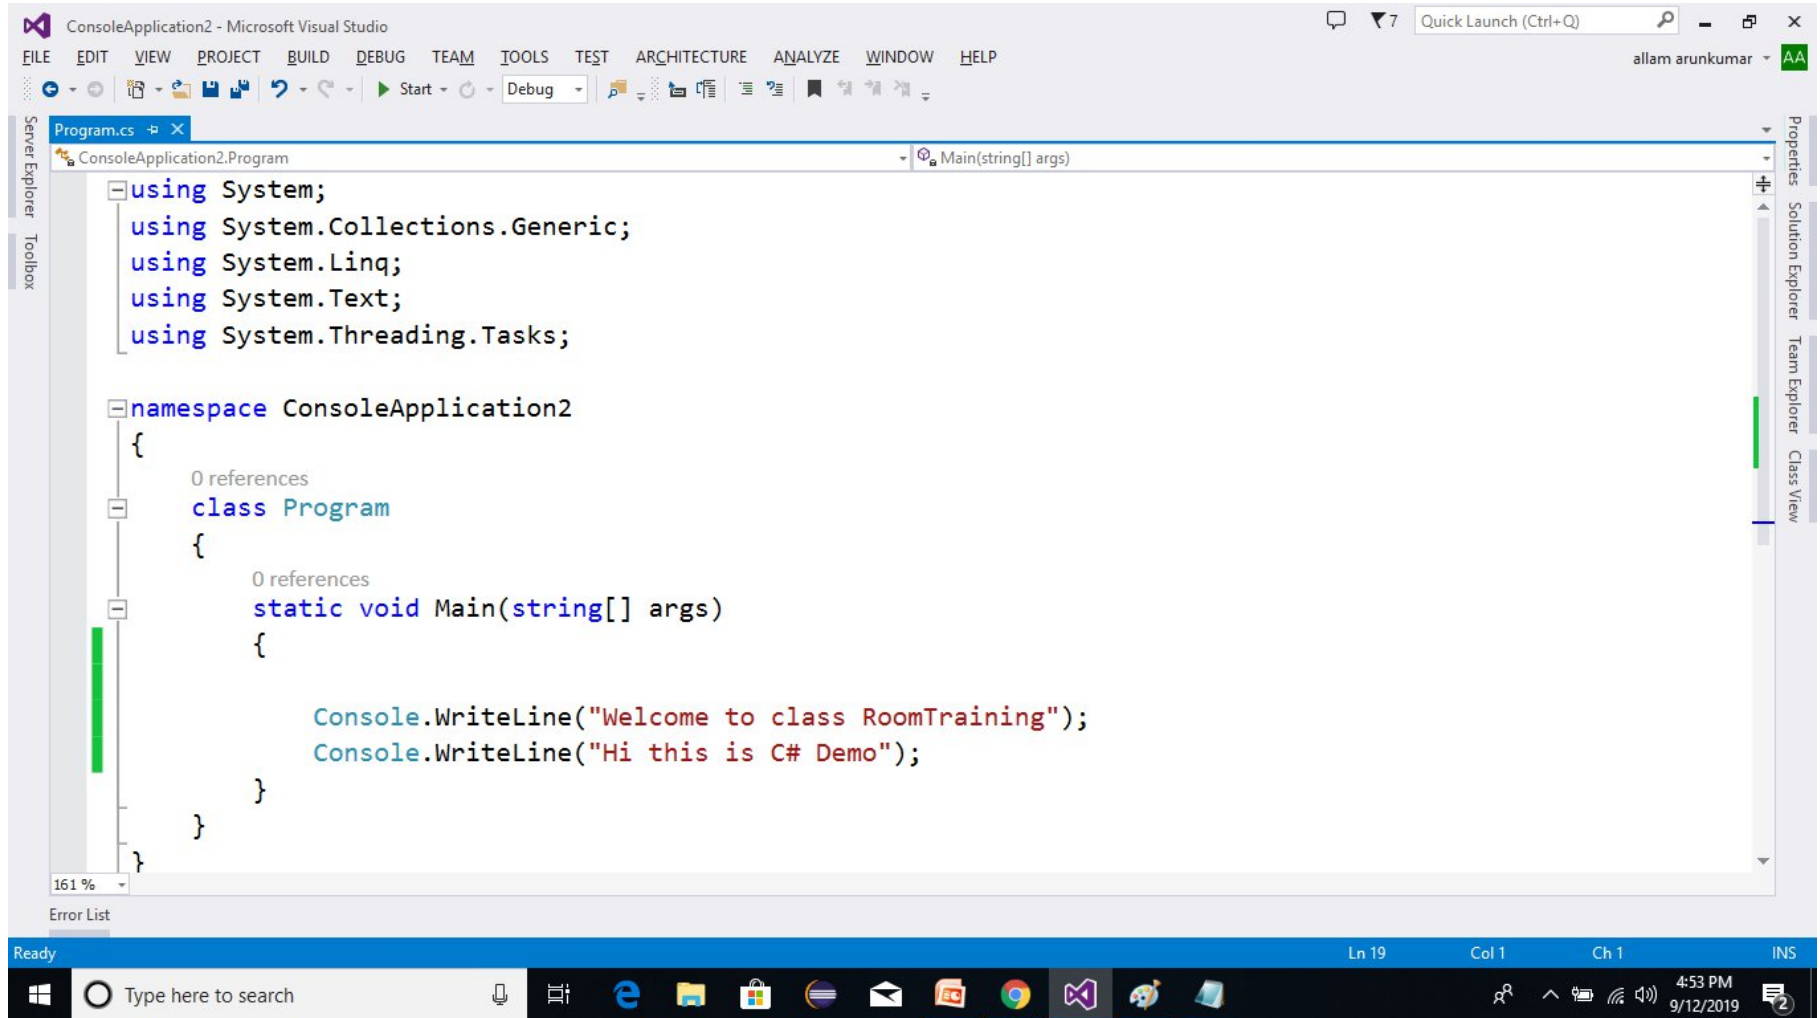 ConsoleApplication2 - Microsoft Visual Studio
7
Quick Launch (Ctrl+Q)
FILE EDIT VIEW PROJECT BUILD DEBUG TEAM TOOLS TEST ARCHITECTURE ANALYZE WINDOW HELP
allam arunkumar AA
Start Debug
Server Explorer
Toolbox
Program.cs
ConsoleApplication2.Program
Main(string[] args)
using System;
using System.Collections.Generic;
using System.Linq;
using System.Text;
using System.Threading.Tasks;
namespace ConsoleApplication2
{
0 references
class Program
{
0 references
static void Main(string[] args)
{
Console.WriteLine("Welcome to class RoomTraining");
Console.WriteLine("Hi this is C# Demo");
}
}
}
Properties
Solution Explorer
Team Explorer
Class View
161 %
Error List
Ready
Ln 19 Col 1 Ch 1 INS
Type here to search
4:53 PM
9/12/2019
2